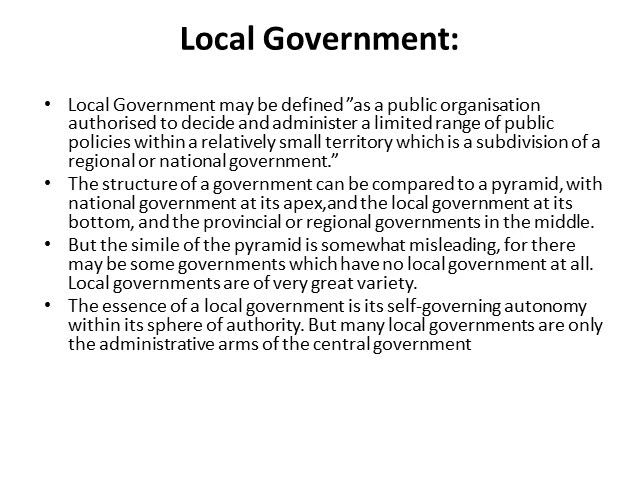 Local Government:
• Local Government may be defined ”as a public organisation
authorised to decide and administer a limited range of public
policies within a relatively small territory which is a subdivision of a
regional or national government.”
• The structure of a government can be compared to a pyramid, with
national government at its apex,and the local government at its
bottom, and the provincial or regional governments in the middle.
• But the simile of the pyramid is somewhat misleading, for there
may be some governments which have no local government at all.
Local governments are of very great variety.
• The essence of a local government is its self-governing autonomy
within its sphere of authority. But many local governments are only
the administrative arms of the central government